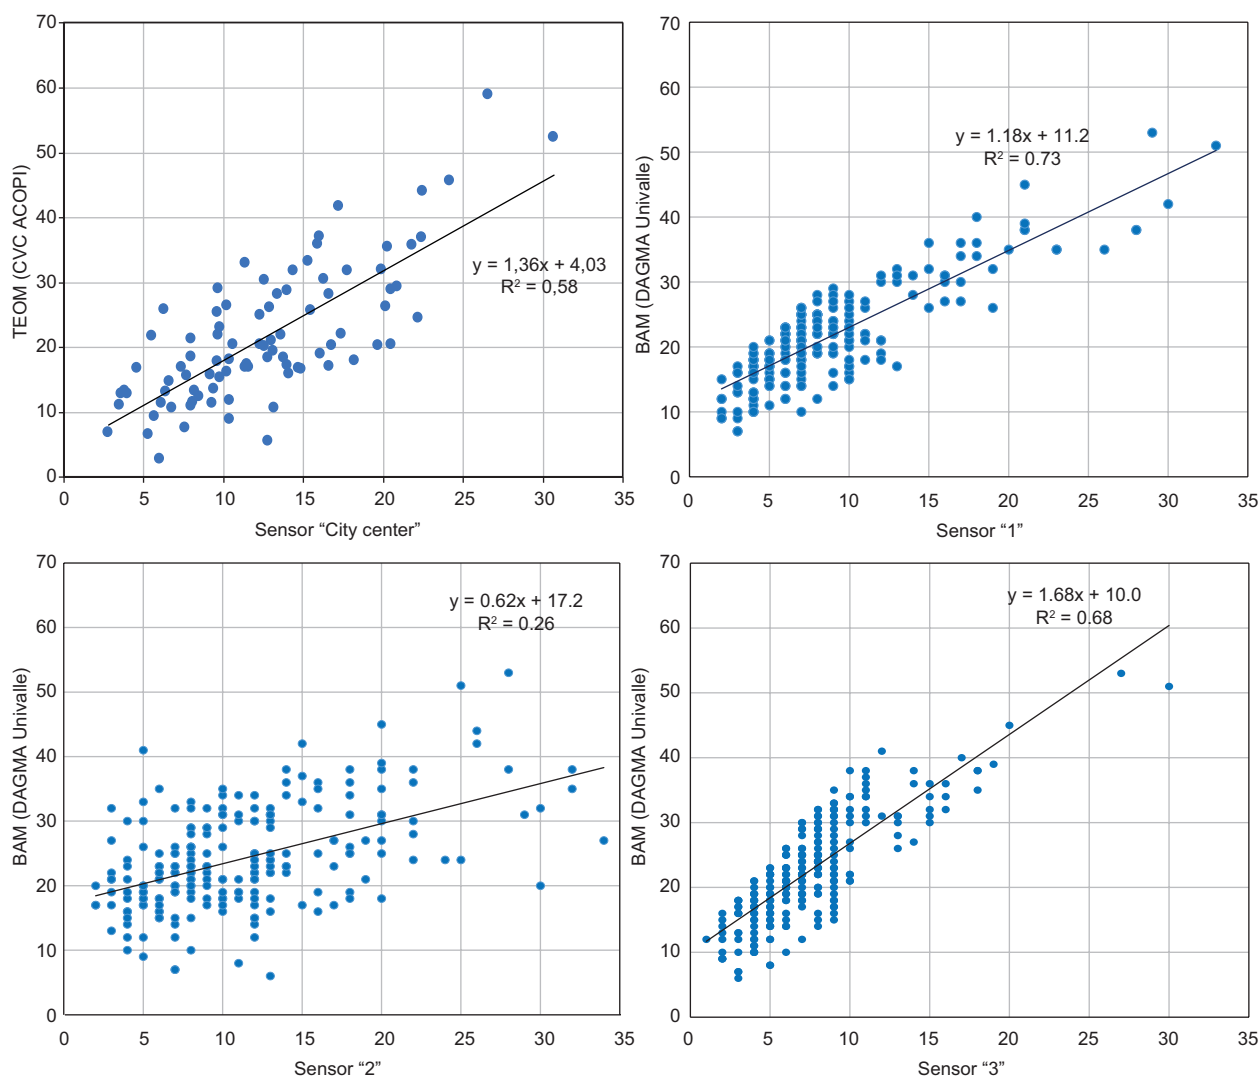 70
60
50
40
30
20
10
0
TEOM (CVC ACOPI)
y = 1,36x + 4,03
R² = 0,58
0 5 10 15 20 25 30 35
Sensor “City center”
70
60
50
40
30
20
10
0
BAM (DAGMA Univalle)
y = 1.18x + 11.2
R² = 0.73
0 5 10 15 20 25 30 35
Sensor “1”
70
60
50
40
30
20
10
0
BAM (DAGMA Univalle)
y = 0.62x + 17.2
R² = 0.26
0 5 10 15 20 25 30 35
Sensor “2”
70
60
50
40
30
20
10
0
BAM (DAGMA Univalle)
y = 1.68x + 10.0
R² = 0.68
0 5 10 15 20 25 30 35
Sensor “3”